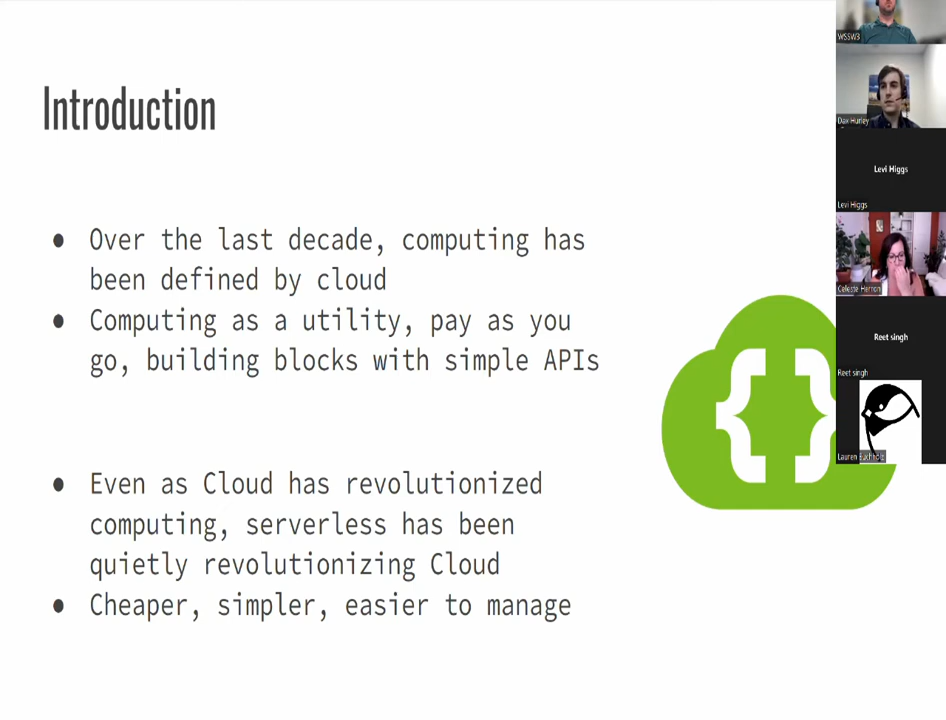 Introduction
● Over the last decade, computing has
been defined by cloud
● Computing as a utility, pay as you
go, building blocks with simple APIs
● Even as Cloud has revolutionized
computing, serverless has been
quietly revolutionizing Cloud
● Cheaper, simpler, easier to manage
{}
WSSW3
Dax Hurley
Levi Higgs
Levi Higgs
Celeste Herron
Reet singh
Reet singh
Lauren Buchholz